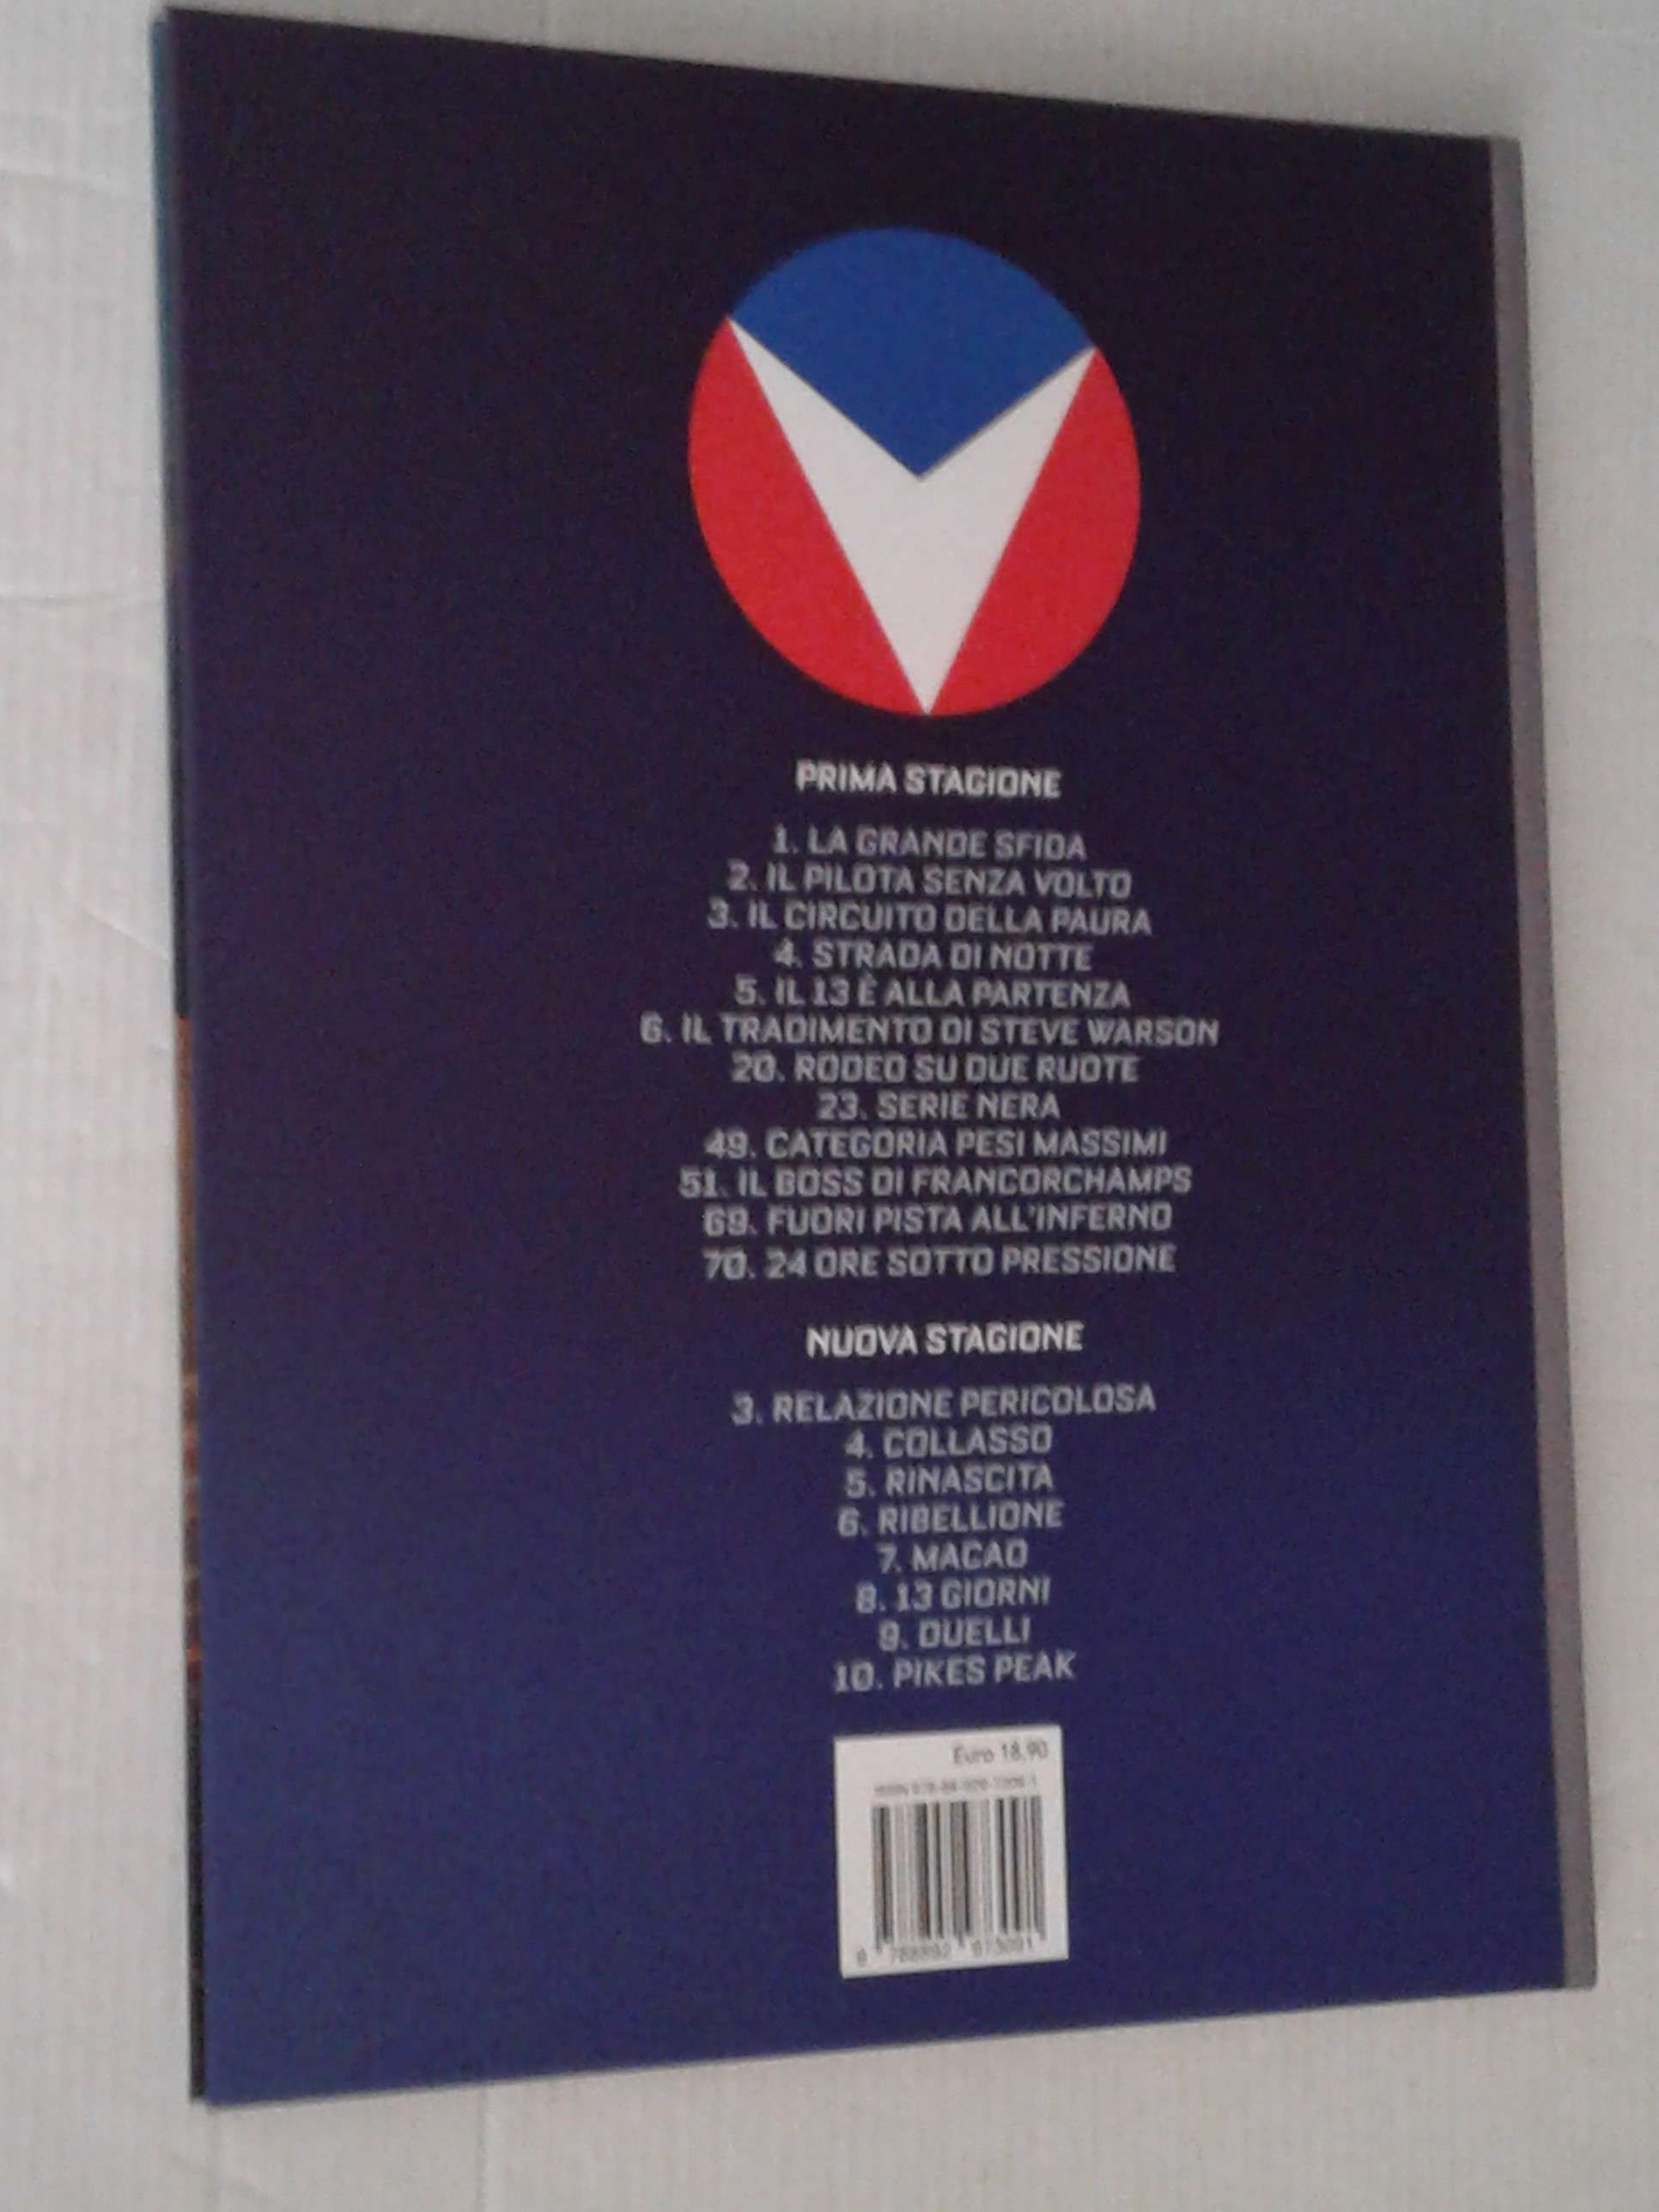 PRIMA STAGIONE
1. LA GRANDE SFIDA
2. IL PILOTA SENZA VOLTO
3. IL CIRCUITO DELLA PAURA
4. STRADA DI NOTTE
5. IL 13 È ALLA PARTENZA
6. IL TRADIMENTO DI STEVE WARSON
20. RODEO SU DUE RUOTE
23. SERIE NERA
49. CATEGORIA PESI MASSIMI
51. IL BOSS DI FRANCORCHAMPS
69. FUORI PISTA ALL'INFERNO
70. 24 ORE SOTTO PRESSIONE
NUOVA STAGIONE
3. RELAZIONE PERICOLOSA
4. COLLASSO
5. RINASCITA
6. RIBELLIONE
7. MACAO
8. 13 GIORNI
9. DUELLI
10. PIKES PEAK
Euro 18,90
ISBN